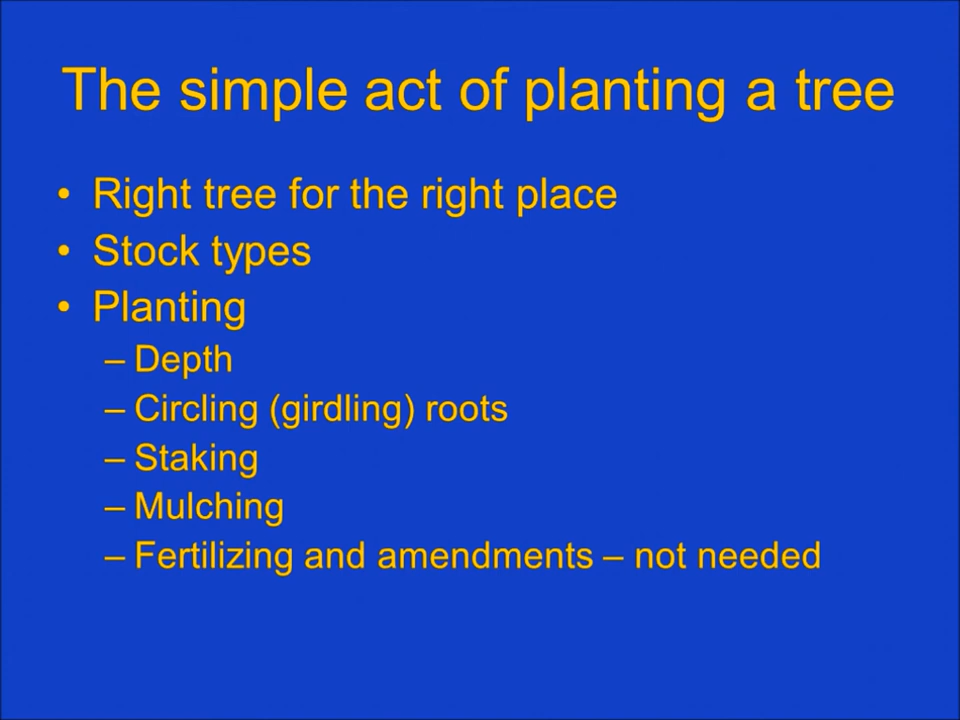 The simple act of planting a tree
• Right tree for the right place
• Stock types
• Planting
– Depth
– Circling (girdling) roots
– Staking
– Mulching
– Fertilizing and amendments – not needed